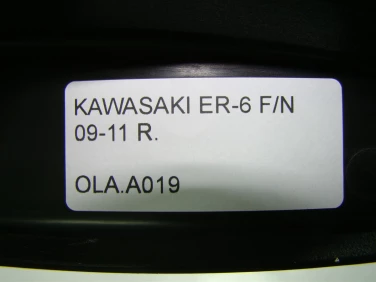 KAWASAKI ER-6 F/N
09-11 R.
OLA.A019